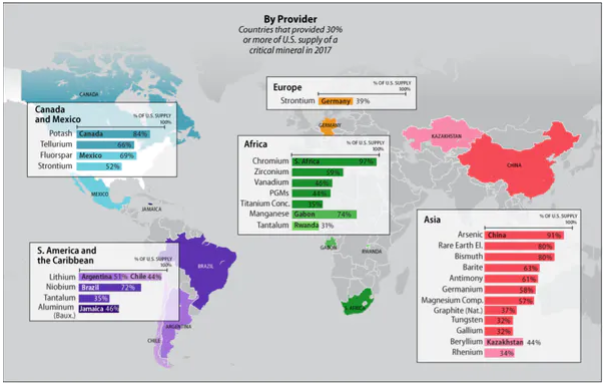 By Provider
Countries that provided 30%
or more of U.S. supply of a
critical mineral in 2017
CANADA
Canada
and Mexico
% OF U.S. SUPPLY
100%
Potash Canada 84%
Tellurium 66%
Fluorspar Mexico 69%
Strontium 52%
MEXICO
JAMAICA
Europe
% OF U.S. SUPPLY
100%
Strontium Germany 39%
GERMANY
Africa
% OF U.S. SUPPLY
100%
Chromium S. Africa 97%
Zirconium 59%
Vanadium
PGMs 44%
Titanium Conc. 35%
Manganese Gabon 74%
Tantalum Rwanda 31%
GABON
RWANDA
S. AFRICA
KAZAKHSTAN
CHINA
S. America and
the Caribbean
% OF U.S. SUPPLY
100%
Lithium Argentina 51% Chile 44%
Niobium Brazil 72%
Tantalum 35%
Aluminum Jamaica 46%
(Baux.)
BRAZIL
ARGENTINA
CHILE
Asia
% OF U.S. SUPPLY
100%
Arsenic China 91%
Rare Earth El. 80%
Bismuth 80%
Barite 63%
Antimony 61%
Germanium 58%
Magnesium Comp. 57%
Graphite (Nat.) 37%
Tungsten 32%
Gallium 32%
Beryllium Kazakhstan 44%
Rhenium 34%